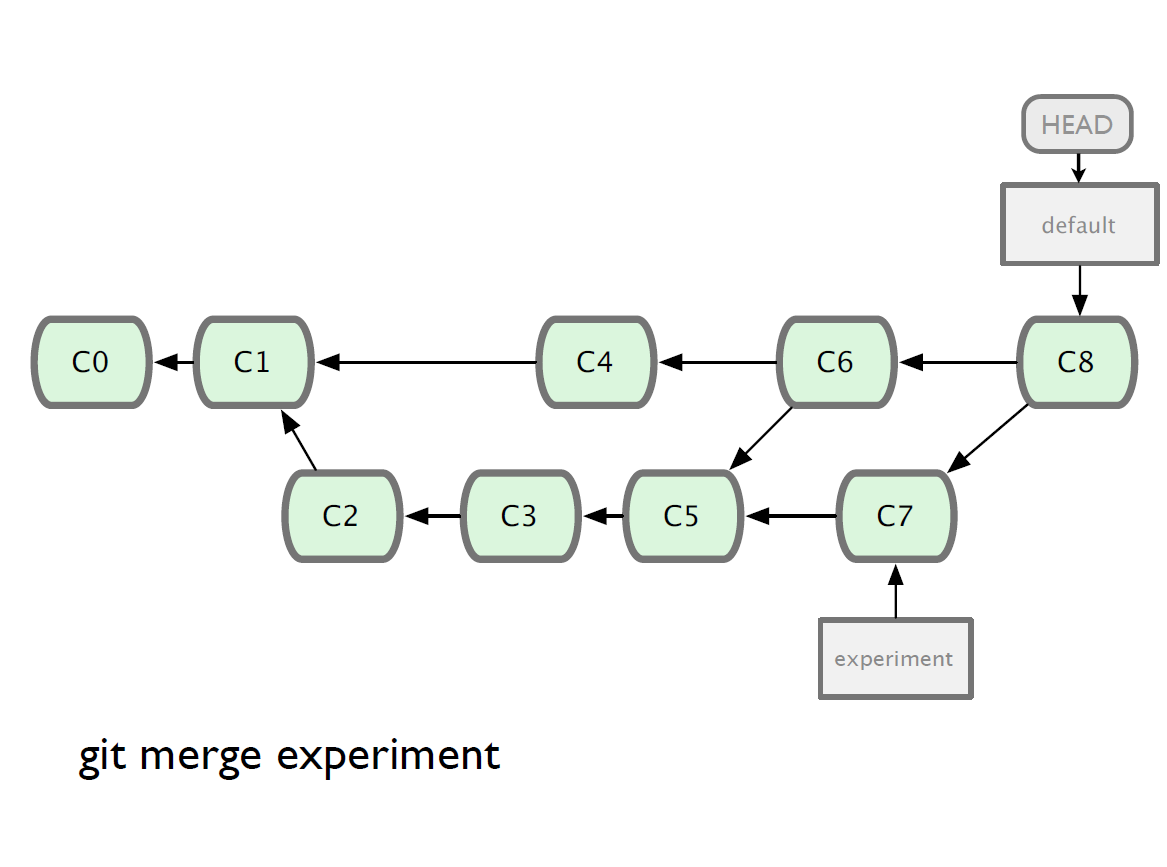 HEAD
default
C0 C1 C4 C6 C8
C2 C3 C5 C7
experiment
git merge experiment